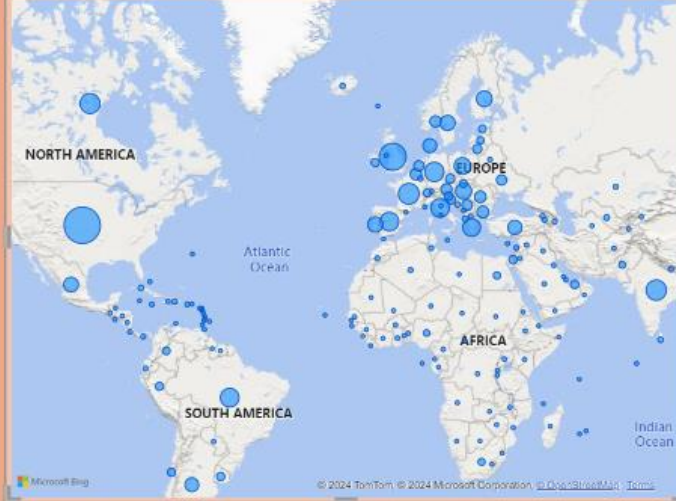 NORTH AMERICA
EUROPE
Atlantic
Ocean
AFRICA
SOUTH AMERICA
Indian
Ocean
Microsoft Bing
© 2024 TomTom, © 2024 Microsoft Corporation, © OpenStreetMap Terms